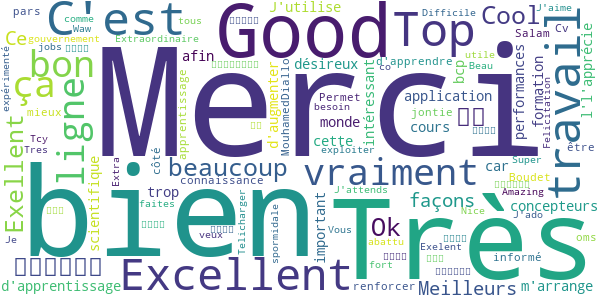 pars comme tous J'utilise Difficile J'aime
C'est Good Top Cool
Waw Extraordinaire Salam Cv
Ce gouvernement jobs afin
bon désireux d'apprendre bcp utile Beau
ça Merci co
expérimenté ligne mieux
apprentissage d'augmenter MouhamedDiallo
Permet besoin monde intéressant application
performances formation Félicitation travail
l l'apprécie
Exellent Tcy Tres cette exploiter jontie cours être
scientifique Extra côté beaucoup vraiment car Super
bien trop connaissance J'attends façons Boudet
Amazing concepteurs
Je faites Telicharger veux spormidale important Vous
Très Ok abattu Nice J'ado
Exelent informé oms
fort
d'apprentissage Excellent renforcer Meilleurs m'arrange